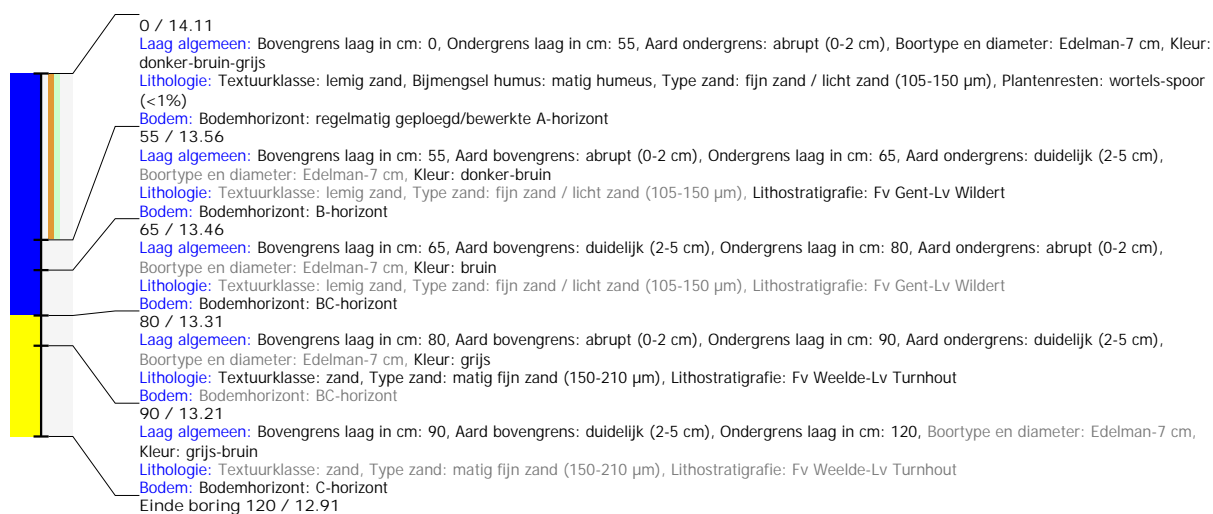 0 / 14.11
Laag algemeen: Bovengrens laag in cm: 0, Ondergrens laag in cm: 55, Aard ondergrens: abrupt (0-2 cm), Boortype en diameter: Edelman-7 cm, Kleur:
donker-bruin-grijs
Lithologie: Textuurklasse: lemig zand, Bijmengsel humus: matig humeus, Type zand: fijn zand / licht zand (105-150 µm), Plantenresten: wortels-spoor
(<1%)
Bodem: Bodemhorizont: regelmatig geploegd/bewerkte A-horizont
55 / 13.56
Laag algemeen: Bovengrens laag in cm: 55, Aard bovengrens: abrupt (0-2 cm), Ondergrens laag in cm: 65, Aard ondergrens: duidelijk (2-5 cm),
Boortype en diameter: Edelman-7 cm, Kleur: donker-bruin
Lithologie: Textuurklasse: lemig zand, Type zand: fijn zand / licht zand (105-150 µm), Lithostratigrafie: Fv Gent-Lv Wildert
Bodem: Bodemhorizont: B-horizont
65 / 13.46
Laag algemeen: Bovengrens laag in cm: 65, Aard bovengrens: duidelijk (2-5 cm), Ondergrens laag in cm: 80, Aard ondergrens: abrupt (0-2 cm),
Boortype en diameter: Edelman-7 cm, Kleur: bruin
Lithologie: Textuurklasse: lemig zand, Type zand: fijn zand / licht zand (105-150 µm), Lithostratigrafie: Fv Gent-Lv Wildert
Bodem: Bodemhorizont: BC-horizont
80 / 13.31
Laag algemeen: Bovengrens laag in cm: 80, Aard bovengrens: abrupt (0-2 cm), Ondergrens laag in cm: 90, Aard ondergrens: duidelijk (2-5 cm),
Boortype en diameter: Edelman-7 cm, Kleur: grijs
Lithologie: Textuurklasse: zand, Type zand: matig fijn zand (150-210 µm), Lithostratigrafie: Fv Weelde-Lv Turnhout
Bodem: Bodemhorizont: BC-horizont
90 / 13.21
Laag algemeen: Bovengrens laag in cm: 90, Aard bovengrens: duidelijk (2-5 cm), Ondergrens laag in cm: 120, Boortype en diameter: Edelman-7 cm,
Kleur: grijs-bruin
Lithologie: Textuurklasse: zand, Type zand: matig fijn zand (150-210 µm), Lithostratigrafie: Fv Weelde-Lv Turnhout
Bodem: Bodemhorizont: C-horizont
Einde boring 120 / 12.91